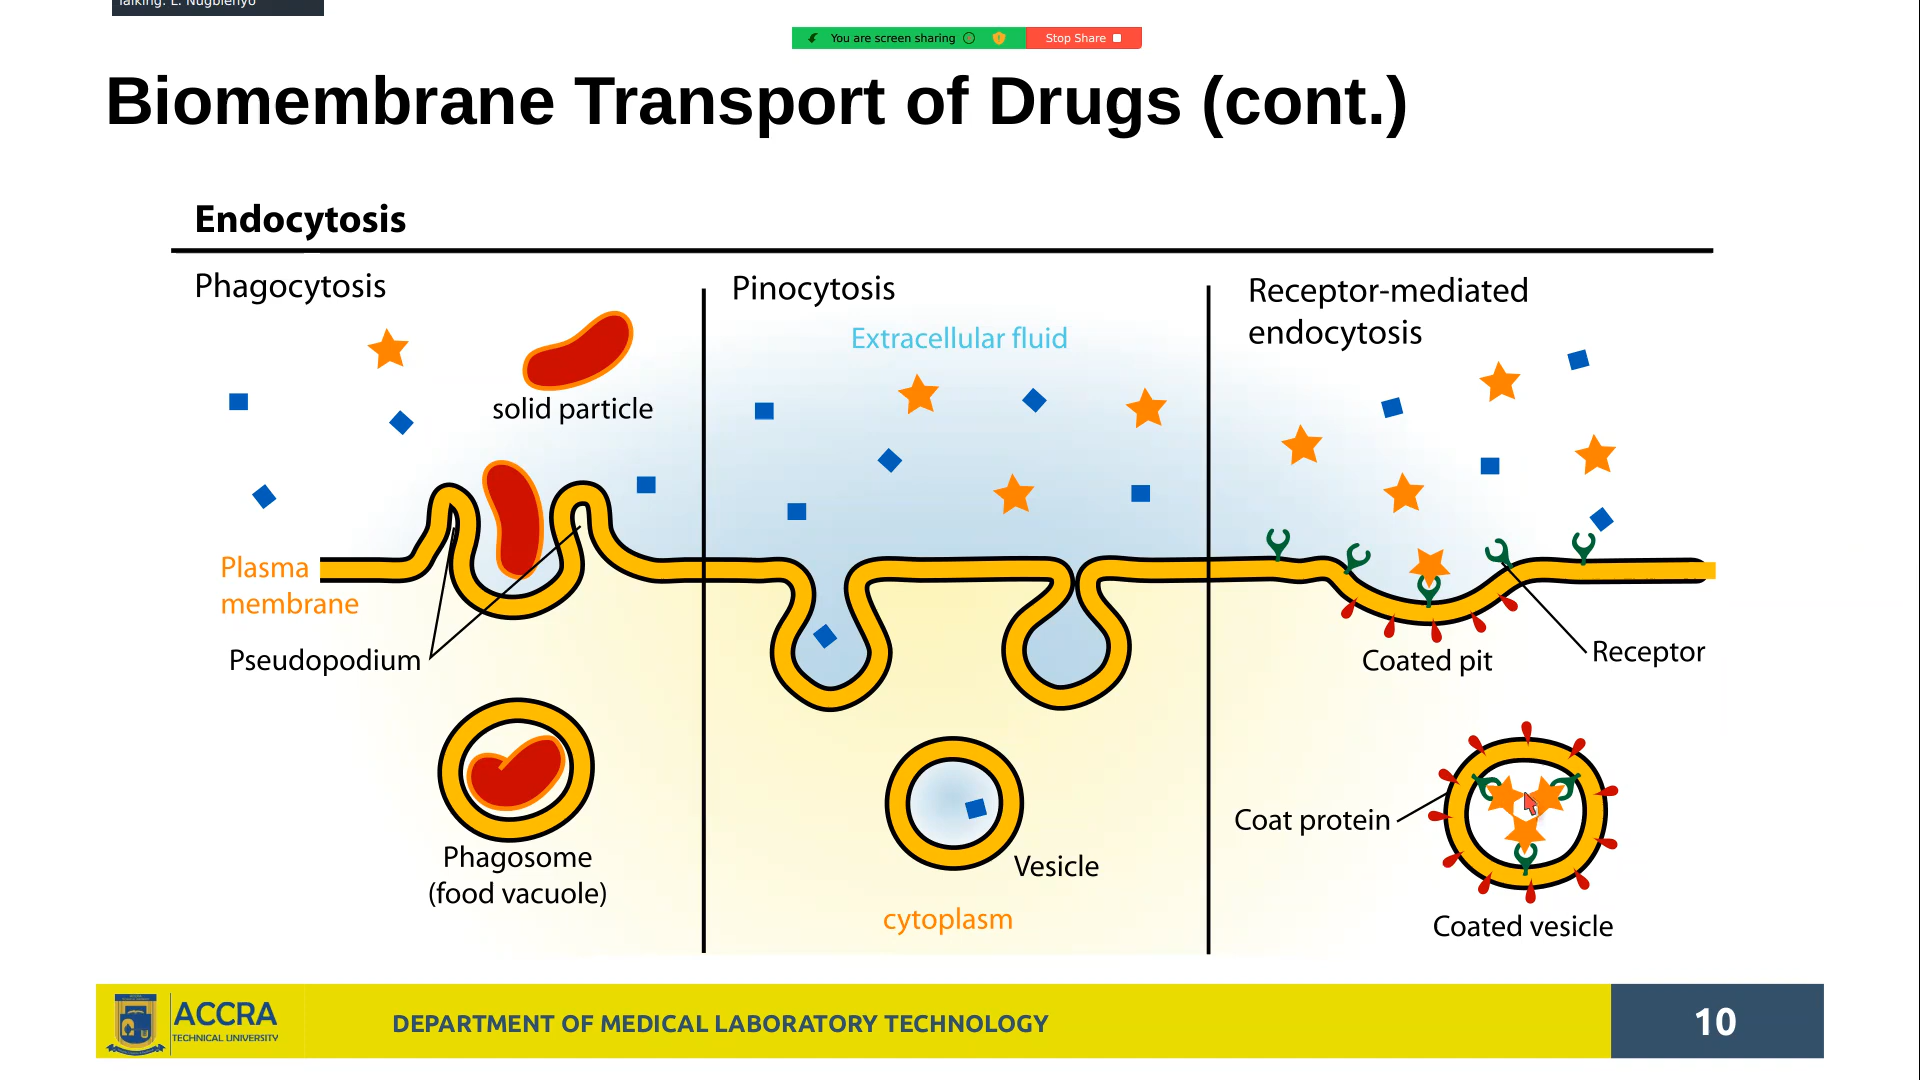 Talking: L. Nugblenyo
You are screen sharing
Stop Share
Biomembrane Transport of Drugs (cont.)
Endocytosis
Phagocytosis
Pinocytosis
Receptor-mediated
endocytosis
Extracellular fluid
solid particle
Plasma
membrane
Pseudopodium
Coated pit
Receptor
Coat protein
Phagosome
(food vacuole)
Vesicle
cytoplasm
Coated vesicle
ACCRA
TECHNICAL UNIVERSITY
DEPARTMENT OF MEDICAL LABORATORY TECHNOLOGY
10